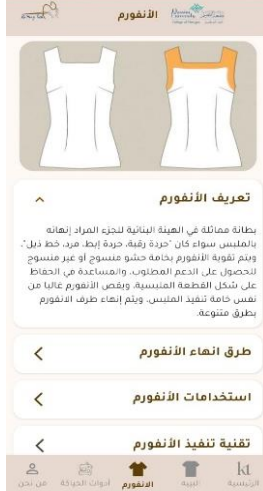 الأنفورم
تعريف الأنفورم
بطانة مماثلة في الهيئة البنائية للجزء المراد إنهائه
بالملبس سواء كان "حردة رقبة، حردة إبط، مرد، خط ذيل"،
ويتم تقوية الأنفورم بخامة حشو منسوج أو غير منسوج
للحصول على الدعم المطلوب، والمساعدة في الحفاظ
على شكل القطعة الملبسية، ويقص الأنفورم غالبا من
نفس خامة تنفيذ الملبس، ويتم إنهاء طرف الانفورم
بطرق متنوعة.
طرق انهاء الأنفورم
استخدامات الأنفورم
تقنية تنفيذ الأنفورم
الرئيسية
البييه
الانفورم
أدوات الحياكة
من نحن